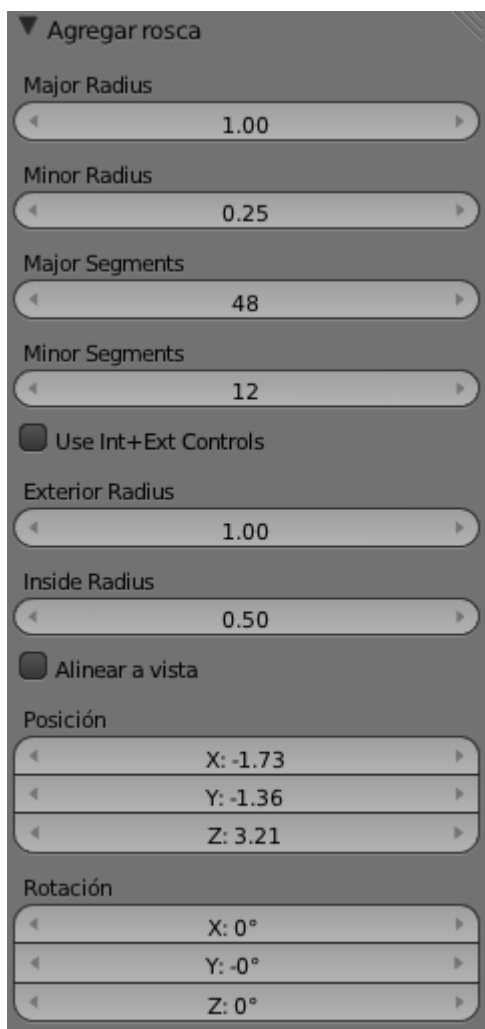 Agregar rosca
Major Radius
1.00
Minor Radius
0.25
Major Segments
48
Minor Segments
12
Use Int+Ext Controls
Exterior Radius
1.00
Inside Radius
0.50
Alinear a vista
Posición
X: -1.73
Y: -1.36
Z: 3.21
Rotación
X: 0°
Y: -0°
Z: 0°